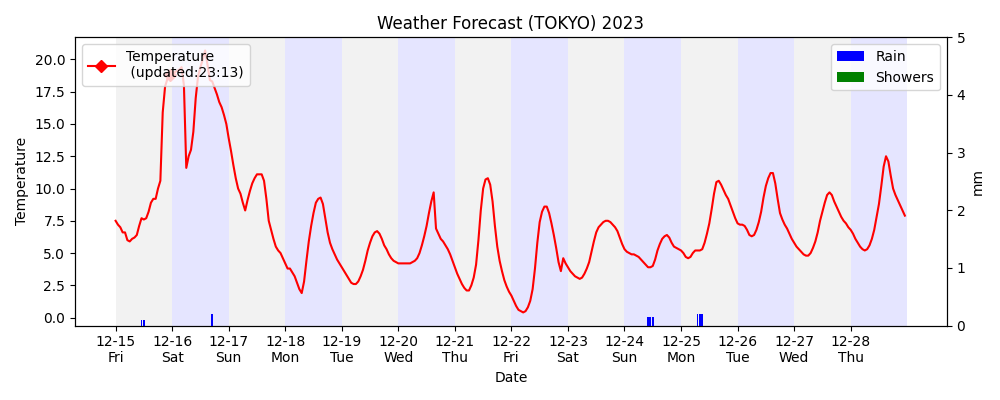 Weather Forecast (TOKYO) 2023
Temperature
(updated:23:13)
Rain
Showers
Temperature
20.0
17.5
15.0
12.5
10.0
7.5
5.0
2.5
0.0
5
4
3
2
1
0
mm
12-15 12-16 12-17 12-18 12-19 12-20 12-21 12-22 12-23 12-24 12-25 12-26 12-27 12-28
Fri Sat Sun Mon Tue Wed Thu Fri Sat Sun Mon Tue Wed Thu
Date